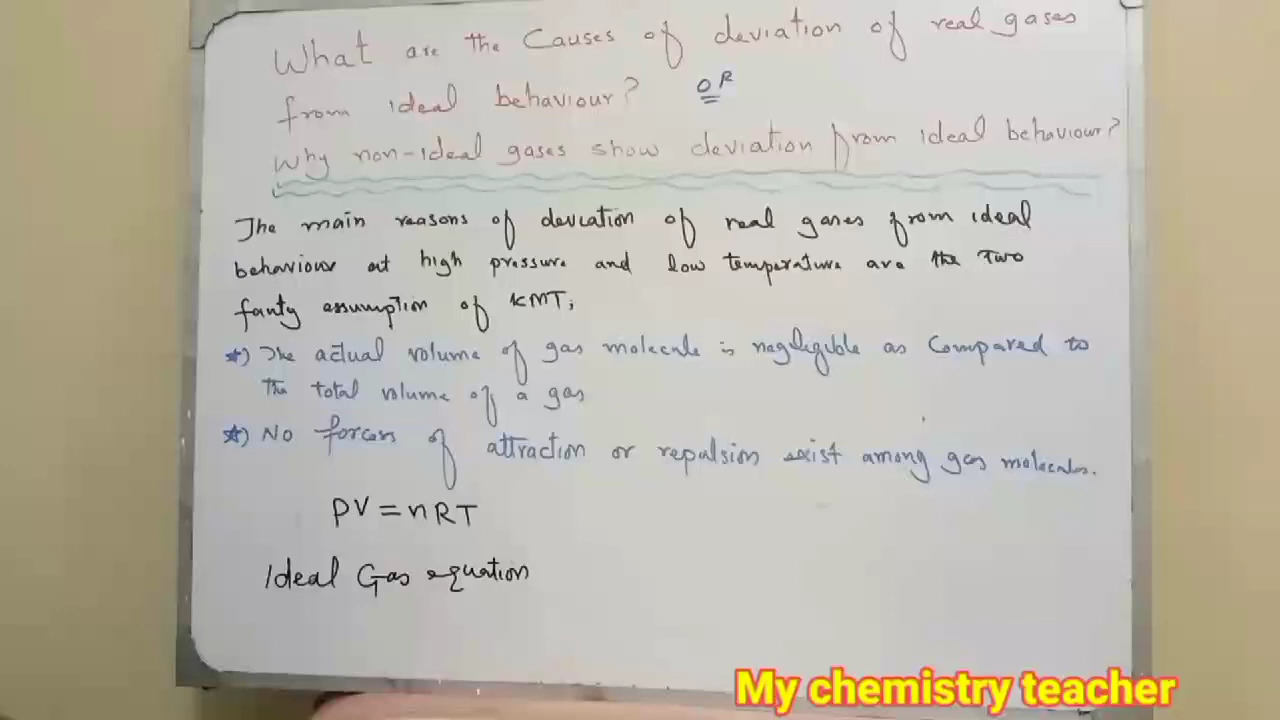 What are the Causes of deviation of real gases
from ideal behaviour? OR
Why non-ideal gases show deviation from ideal behaviour?
The main reasons of deviation of real gases from ideal
behaviour at high pressure and low temperature are the Two
faulty assumption of KMT;
*) The actual volume of gas molecule is negligible as compared to
The total volume of a gas
*) No forces of attraction or repulsion exist among gas molecules.
PV = nRT
Ideal Gas equation
My chemistry teacher